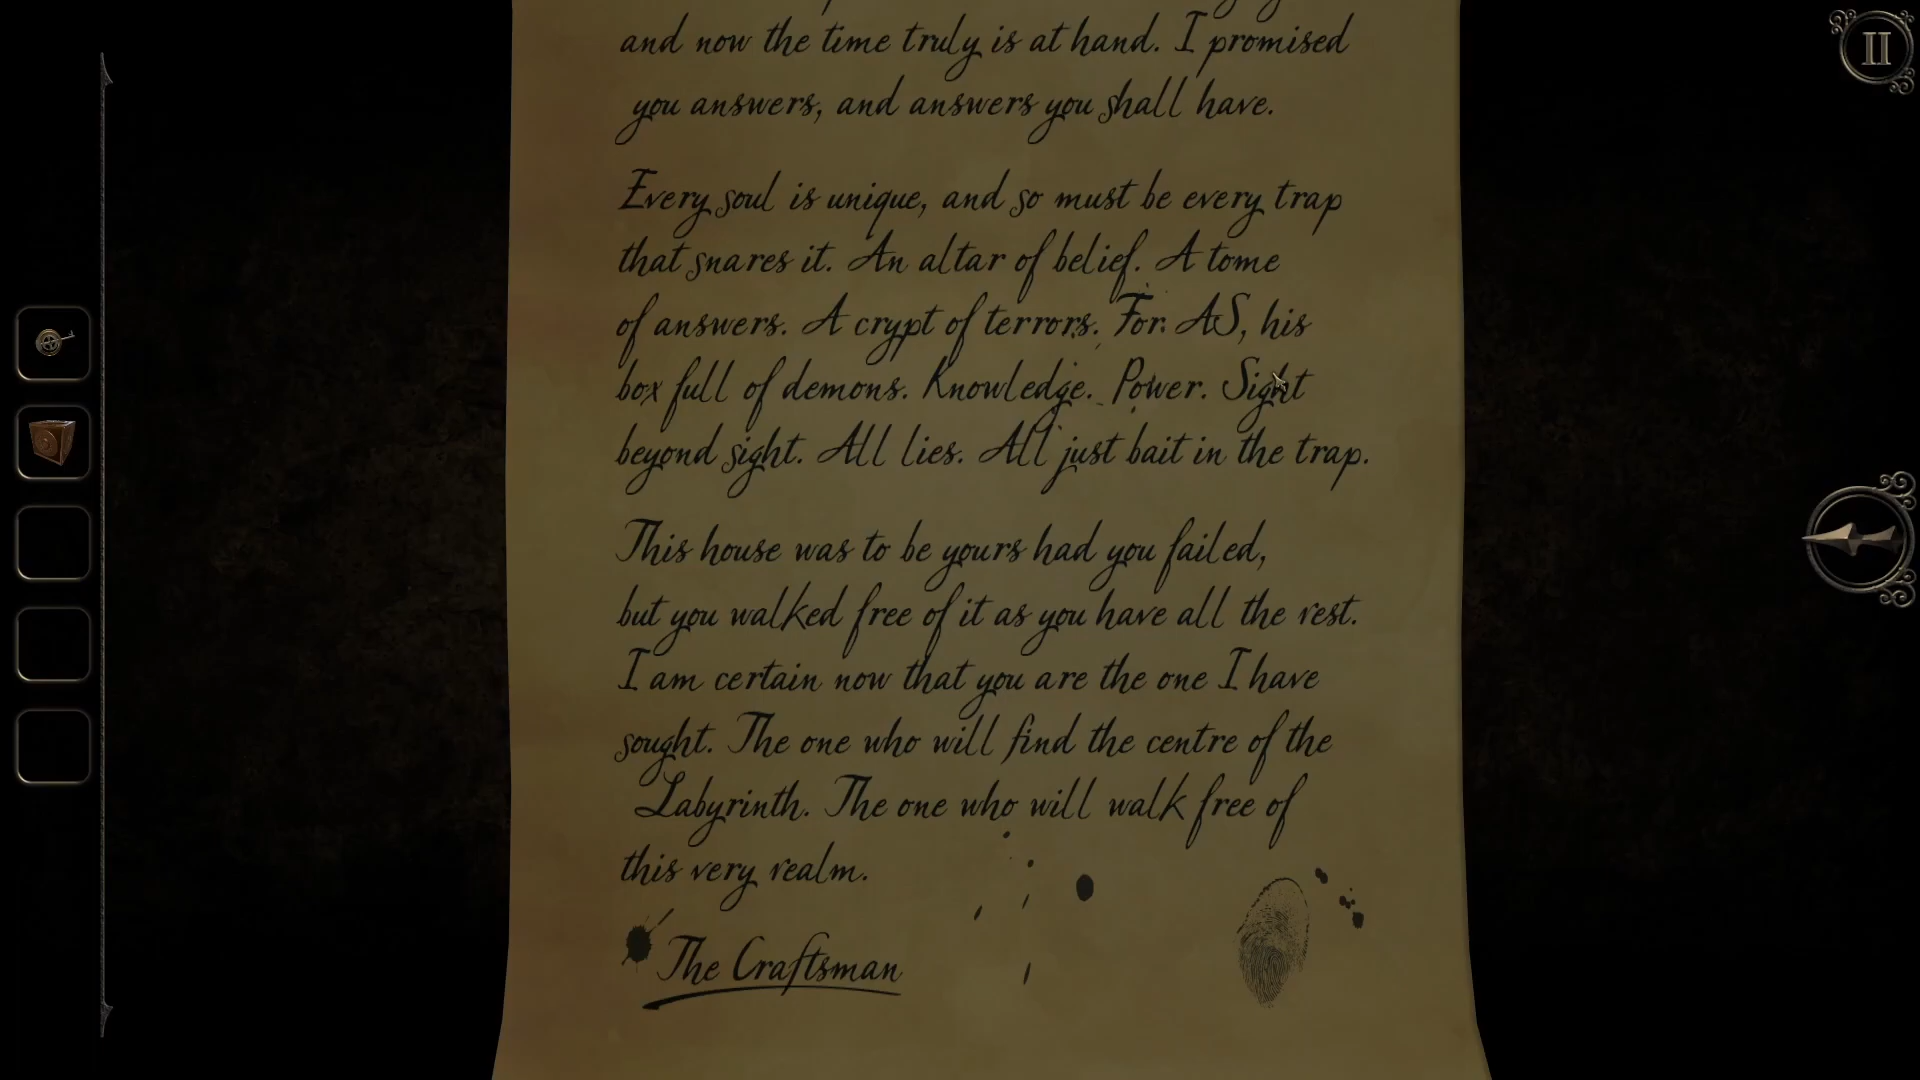 and now the time truly is at hand. I promised
you answers, and answers you shall have.
Every soul is unique, and so must be every trap
that snares it. An altar of belief. A tome
of answers. A crypt of terrors. For AS, his
box full of demons. Knowledge. Power. Sight
beyond sight. All lies. All just bait in the trap.
This house was to be yours had you failed,
but you walked free of it as you have all the rest.
I am certain now that you are the one I have
sought. The one who will find the centre of the
Labyrinth. The one who will walk free of
this very realm.
The Craftsman
II